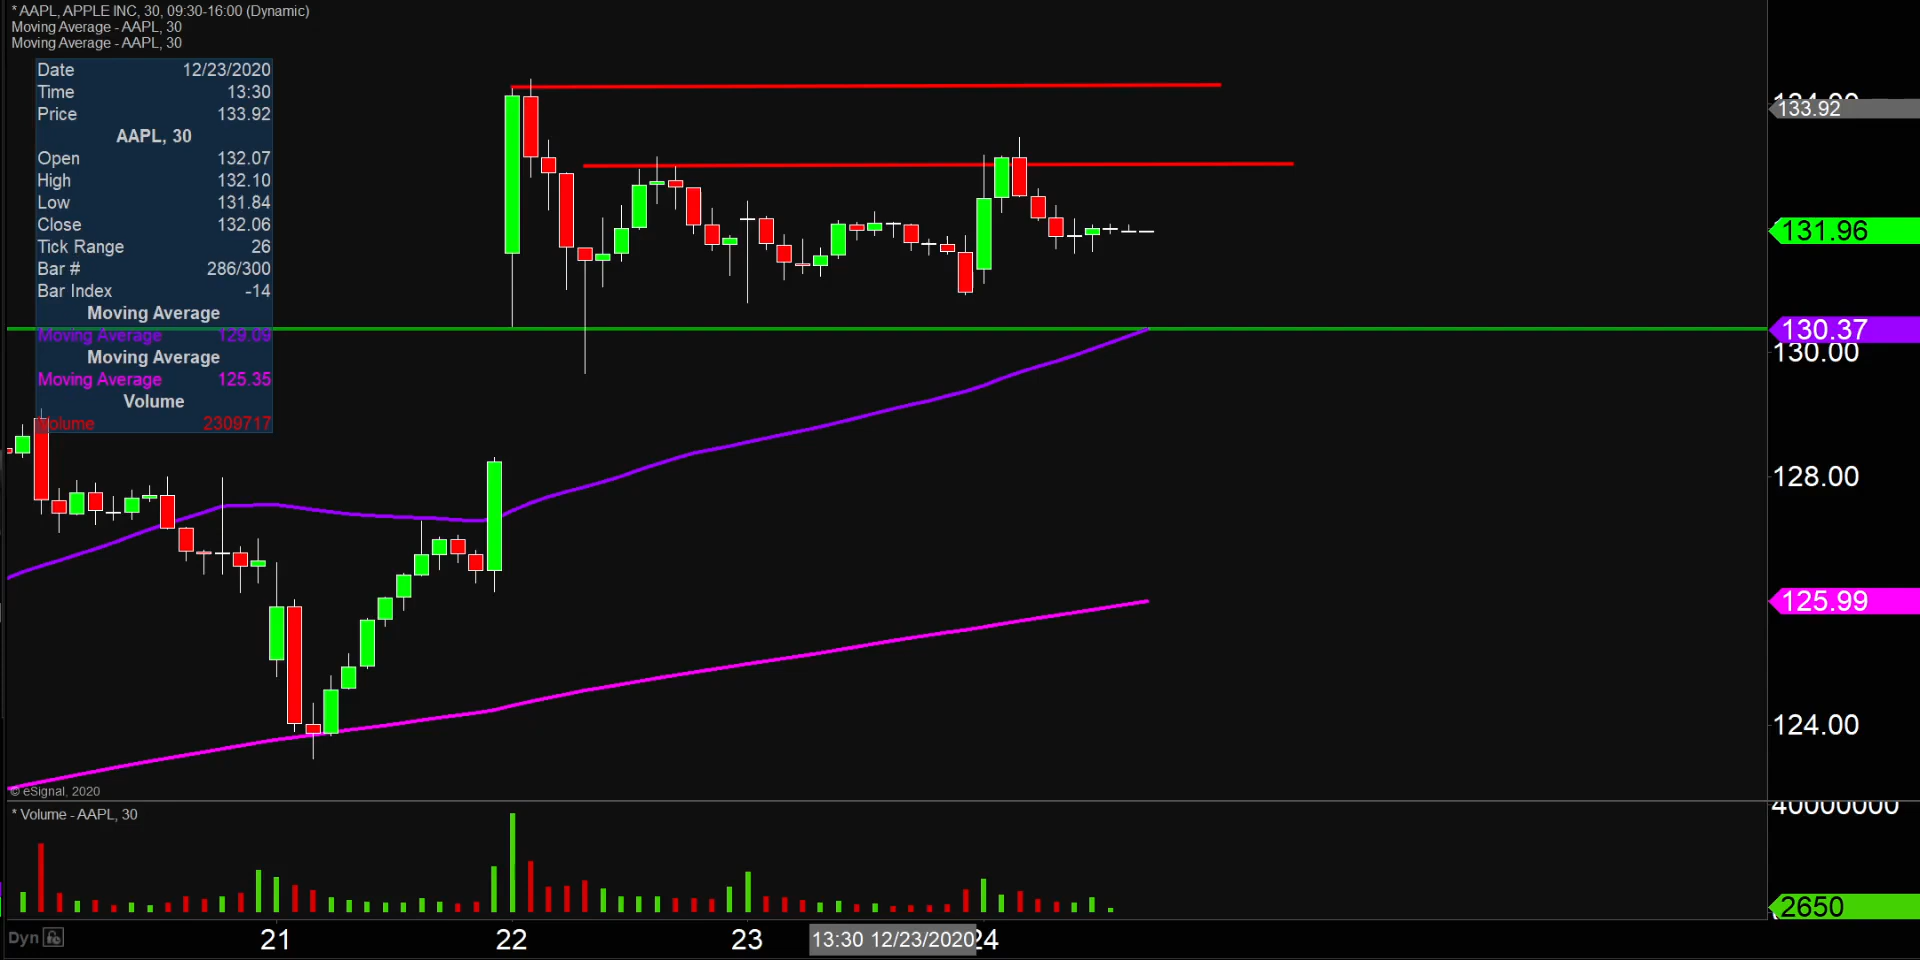 * AAPL, APPLE INC, 30, 09:30-16:00 (Dynamic)
Moving Average - AAPL, 30
Moving Average - AAPL, 30
Date 12/23/2020
Time 13:30
Price 133.92
AAPL, 30
Open 132.07
High 132.10
Low 131.84
Close 132.06
Tick Range 26
Bar # 286/300
Bar Index -14
Moving Average
Moving Average 129.09
Moving Average
Moving Average 125.35
Volume
Volume 2309717
134.00
133.92
131.96
130.37
130.00
128.00
125.99
124.00
© eSignal, 2020
* Volume - AAPL, 30
40000000
2650
Dyn
21 22 23 13:30 12/23/2020 24